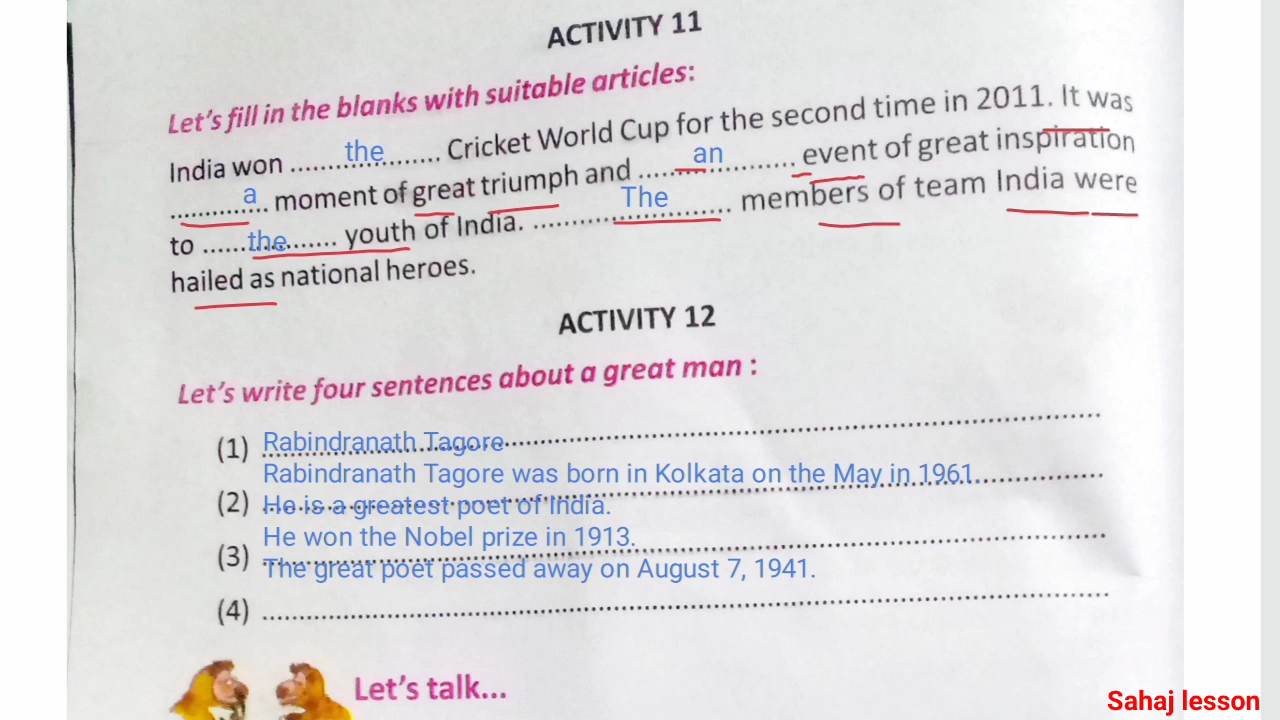 ACTIVITY 11
Let's fill in the blanks with suitable articles:
India won .......the....... Cricket World Cup for the second time in 2011. It was
.......a....... moment of great triumph and .......an....... event of great inspiration
to .......the....... youth of India. .......The....... members of team India were
hailed as national heroes.
ACTIVITY 12
Let's write four sentences about a great man :
(1) Rabindranath Tagore
Rabindranath Tagore was born in Kolkata on the May in 1961.
(2) He is a greatest poet of India.
He won the Nobel prize in 1913.
(3) The great poet passed away on August 7, 1941.
(4)
Let's talk...
Sahaj lesson